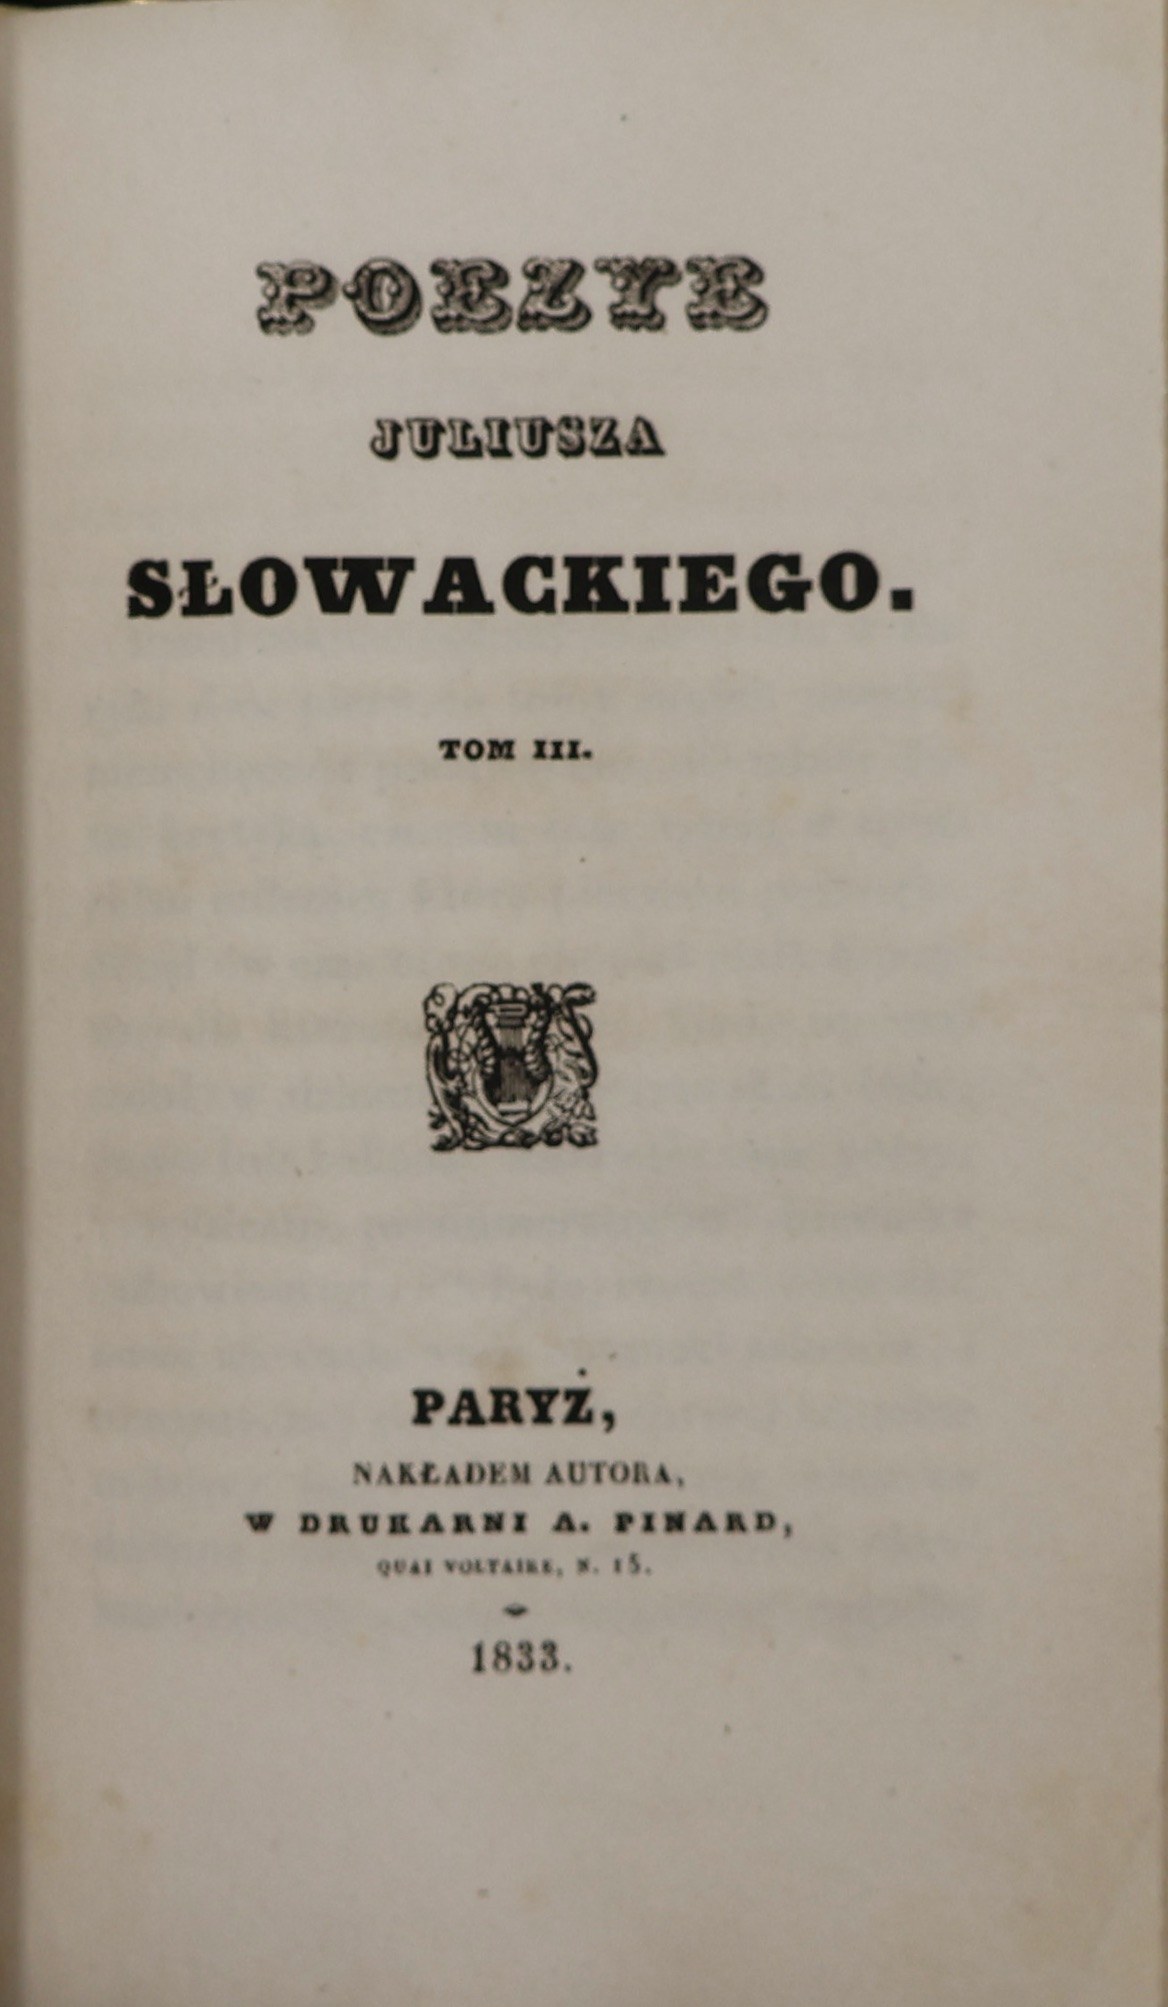 POEZYE
JULIUSZA
SŁOWACKIEGO.
TOM III.
PARYŻ,
NAKŁADEM AUTORA,
W DRUKARNI A. PINARD,
QUAI VOLTAIRE, N. 15.
1833.